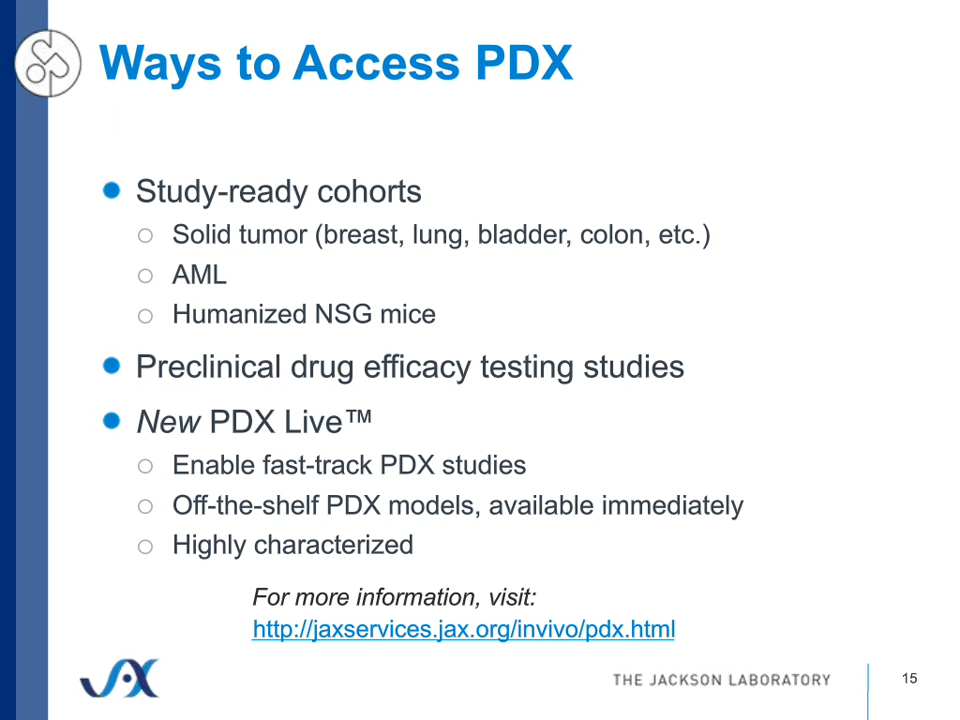 Ways to Access PDX
Study-ready cohorts
Solid tumor (breast, lung, bladder, colon, etc.)
AML
Humanized NSG mice
Preclinical drug efficacy testing studies
New PDX Live™
Enable fast-track PDX studies
Off-the-shelf PDX models, available immediately
Highly characterized
For more information, visit:
http://jaxservices.jax.org/invivo/pdx.html
JAX
THE JACKSON LABORATORY
15